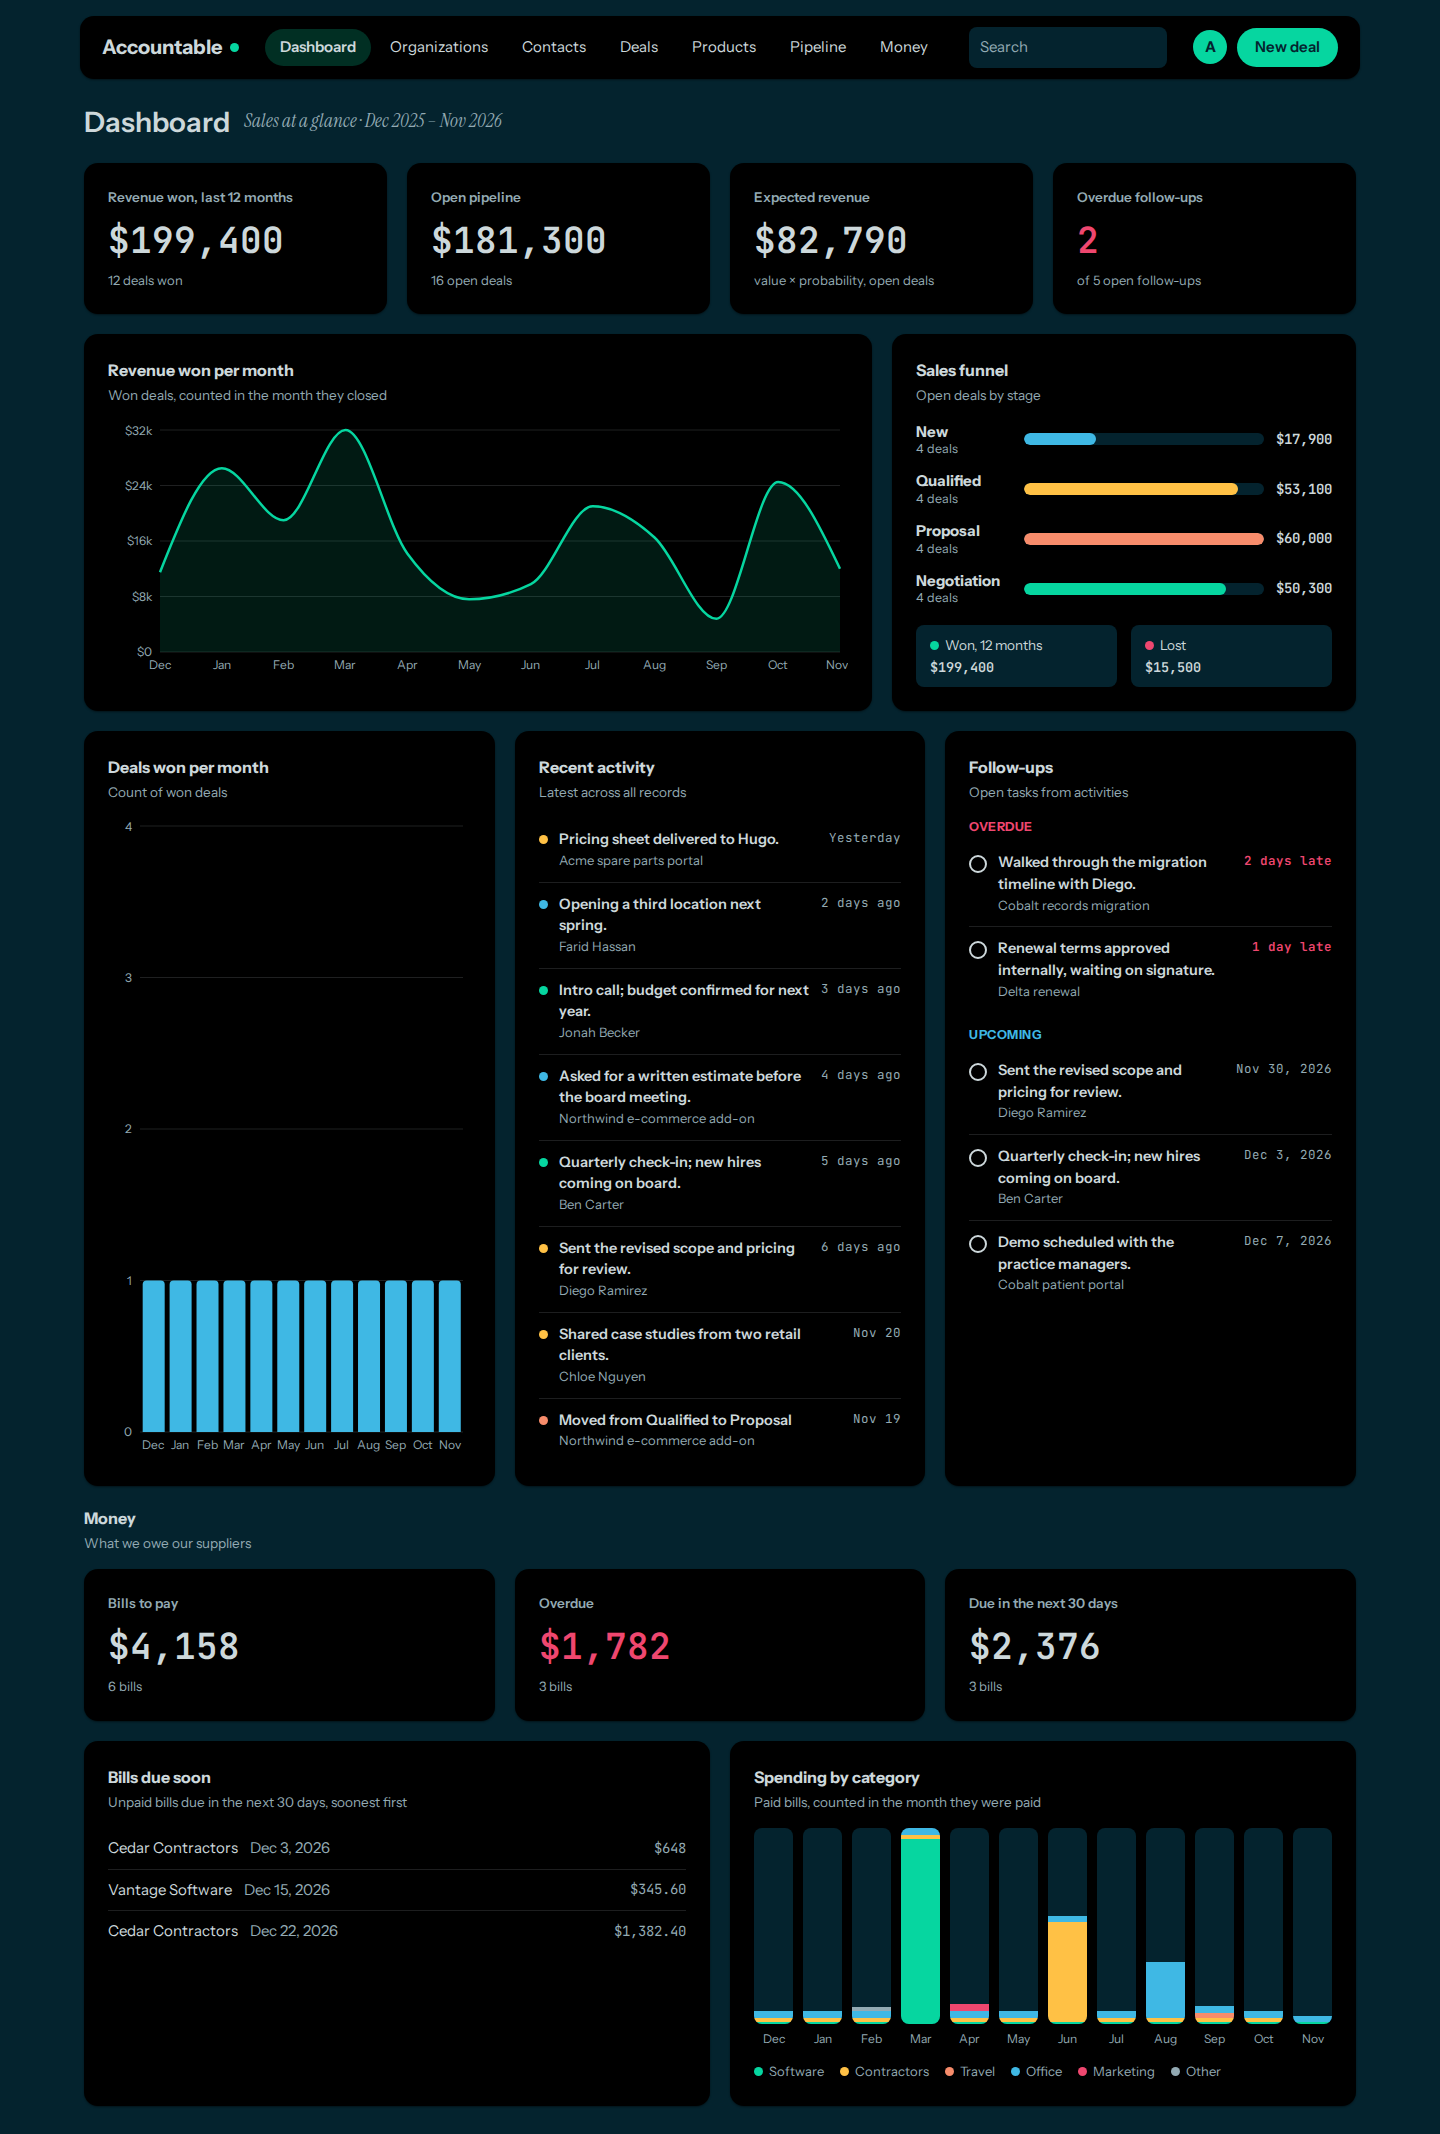 Accountable
Dashboard
Organizations
Contacts
Deals
Products
Pipeline
Money
Search
A
New deal
Dashboard
Sales at a glance · Dec 2025 – Nov 2026
Revenue won, last 12 months
$199,400
12 deals won
Open pipeline
$181,300
16 open deals
Expected revenue
$82,790
value × probability, open deals
Overdue follow-ups
2
of 5 open follow-ups
Revenue won per month
Won deals, counted in the month they closed
$32k
$24k
$16k
$8k
$0
Dec Jan Feb Mar Apr May Jun Jul Aug Sep Oct Nov
Sales funnel
Open deals by stage
New
4 deals
$17,900
Qualified
4 deals
$53,100
Proposal
4 deals
$60,000
Negotiation
4 deals
$50,300
Won, 12 months
$199,400
Lost
$15,500
Deals won per month
Count of won deals
4
3
2
1
0
Dec Jan Feb Mar Apr May Jun Jul Aug Sep Oct Nov
Recent activity
Latest across all records
Pricing sheet delivered to Hugo.
Yesterday
Acme spare parts portal
Opening a third location next
spring.
2 days ago
Farid Hassan
Intro call; budget confirmed for next
year.
3 days ago
Jonah Becker
Asked for a written estimate before
the board meeting.
4 days ago
Northwind e-commerce add-on
Quarterly check-in; new hires
coming on board.
5 days ago
Ben Carter
Sent the revised scope and pricing
for review.
6 days ago
Diego Ramirez
Shared case studies from two retail
clients.
Nov 20
Chloe Nguyen
Moved from Qualified to Proposal
Nov 19
Northwind e-commerce add-on
Follow-ups
Open tasks from activities
OVERDUE
Walked through the migration
timeline with Diego.
2 days late
Cobalt records migration
Renewal terms approved
internally, waiting on signature.
1 day late
Delta renewal
UPCOMING
Sent the revised scope and
pricing for review.
Nov 30, 2026
Diego Ramirez
Quarterly check-in; new hires
coming on board.
Dec 3, 2026
Ben Carter
Demo scheduled with the
practice managers.
Dec 7, 2026
Cobalt patient portal
Money
What we owe our suppliers
Bills to pay
$4,158
6 bills
Overdue
$1,782
3 bills
Due in the next 30 days
$2,376
3 bills
Bills due soon
Unpaid bills due in the next 30 days, soonest first
Cedar Contractors Dec 3, 2026 $648
Vantage Software Dec 15, 2026 $345.60
Cedar Contractors Dec 22, 2026 $1,382.40
Spending by category
Paid bills, counted in the month they were paid
Dec Jan Feb Mar Apr May Jun Jul Aug Sep Oct Nov
Software Contractors Travel Office Marketing Other